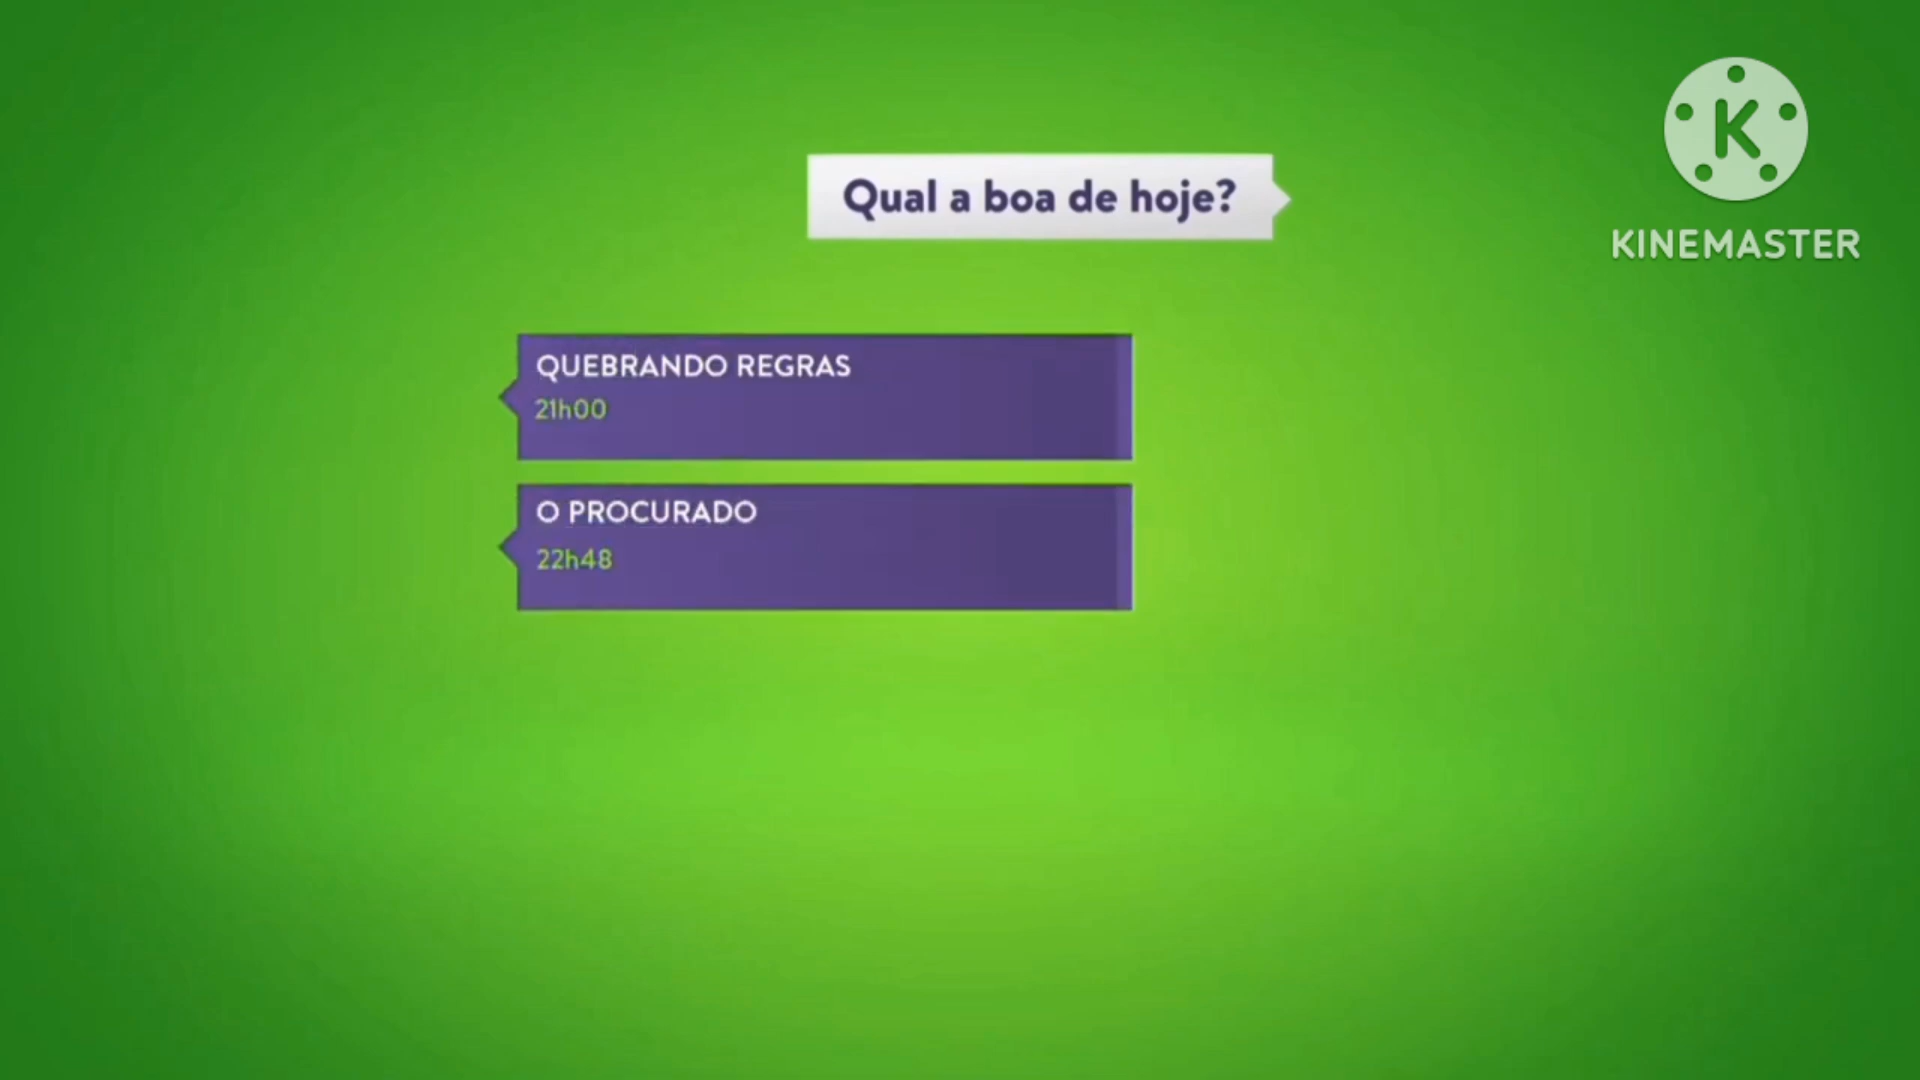 Qual a boa de hoje?
K
KINEMASTER
QUEBRANDO REGRAS
21h00
O PROCURADO
22h48